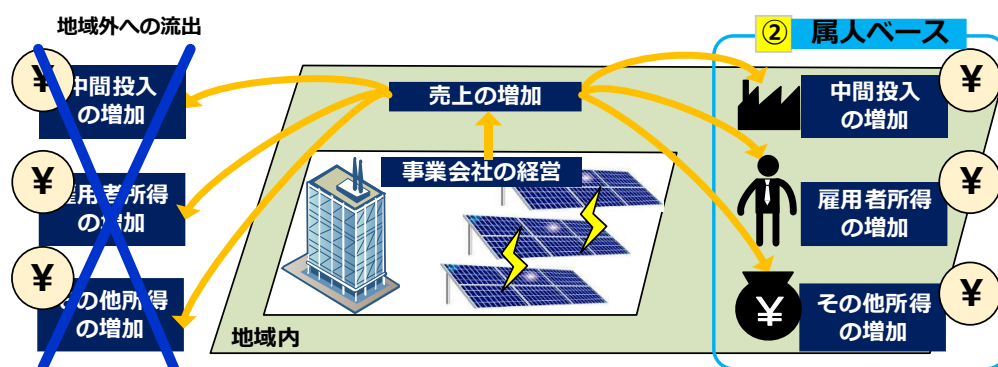 地域外への流出
¥
中間投入
の増加
¥
雇用者所得
の増加
¥
その他所得
の増加
売上の増加
事業会社の経営
地域内
② 属人ベース
¥
中間投入
の増加
¥
雇用者所得
の増加
¥
¥
その他所得
の増加